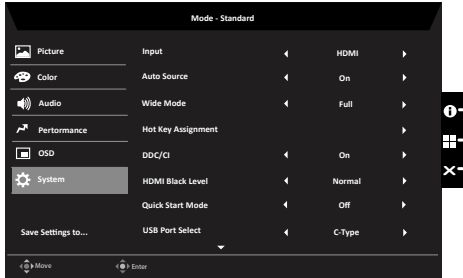 Mode - Standard
Picture
Input HDMI
Color
Auto Source On
Audio
Wide Mode Full
Pertormance
Hot Key Assignment
OSD
DDC/CI On
System
HDMI Black Level Normal
Quick Start Mode Off
Save Settings to...
USB Port Select C-Type
Move Enter